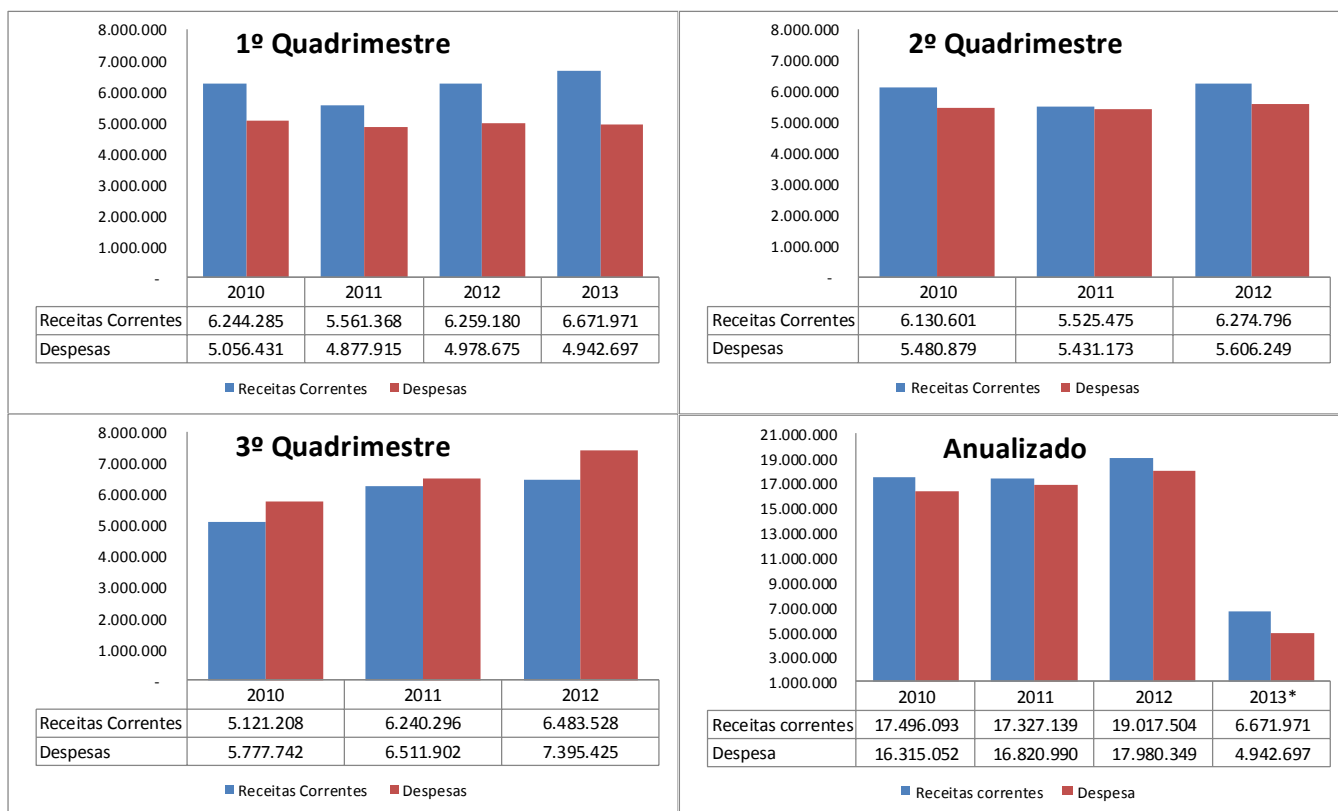 1º Quadrimestre
8.000.000
7.000.000
6.000.000
5.000.000
4.000.000
3.000.000
2.000.000
1.000.000
-
2010 2011 2012 2013
Receitas Correntes 6.244.285 5.561.368 6.259.180 6.671.971
Despesas 5.056.431 4.877.915 4.978.675 4.942.697
Receitas Correntes Despesas
2º Quadrimestre
8.000.000
7.000.000
6.000.000
5.000.000
4.000.000
3.000.000
2.000.000
1.000.000
-
2010 2011 2012
Receitas Correntes 6.130.601 5.525.475 6.274.796
Despesas 5.480.879 5.431.173 5.606.249
Receitas Correntes Despesas
3º Quadrimestre
8.000.000
7.000.000
6.000.000
5.000.000
4.000.000
3.000.000
2.000.000
1.000.000
-
2010 2011 2012
Receitas Correntes 5.121.208 6.240.296 6.483.528
Despesas 5.777.742 6.511.902 7.395.425
Receitas Correntes Despesas
Anualizado
21.000.000
19.000.000
17.000.000
15.000.000
13.000.000
11.000.000
9.000.000
7.000.000
5.000.000
3.000.000
1.000.000
2010 2011 2012 2013*
Receitas correntes 17.496.093 17.327.139 19.017.504 6.671.971
Despesa 16.315.052 16.820.990 17.980.349 4.942.697
Receitas correntes Despesa